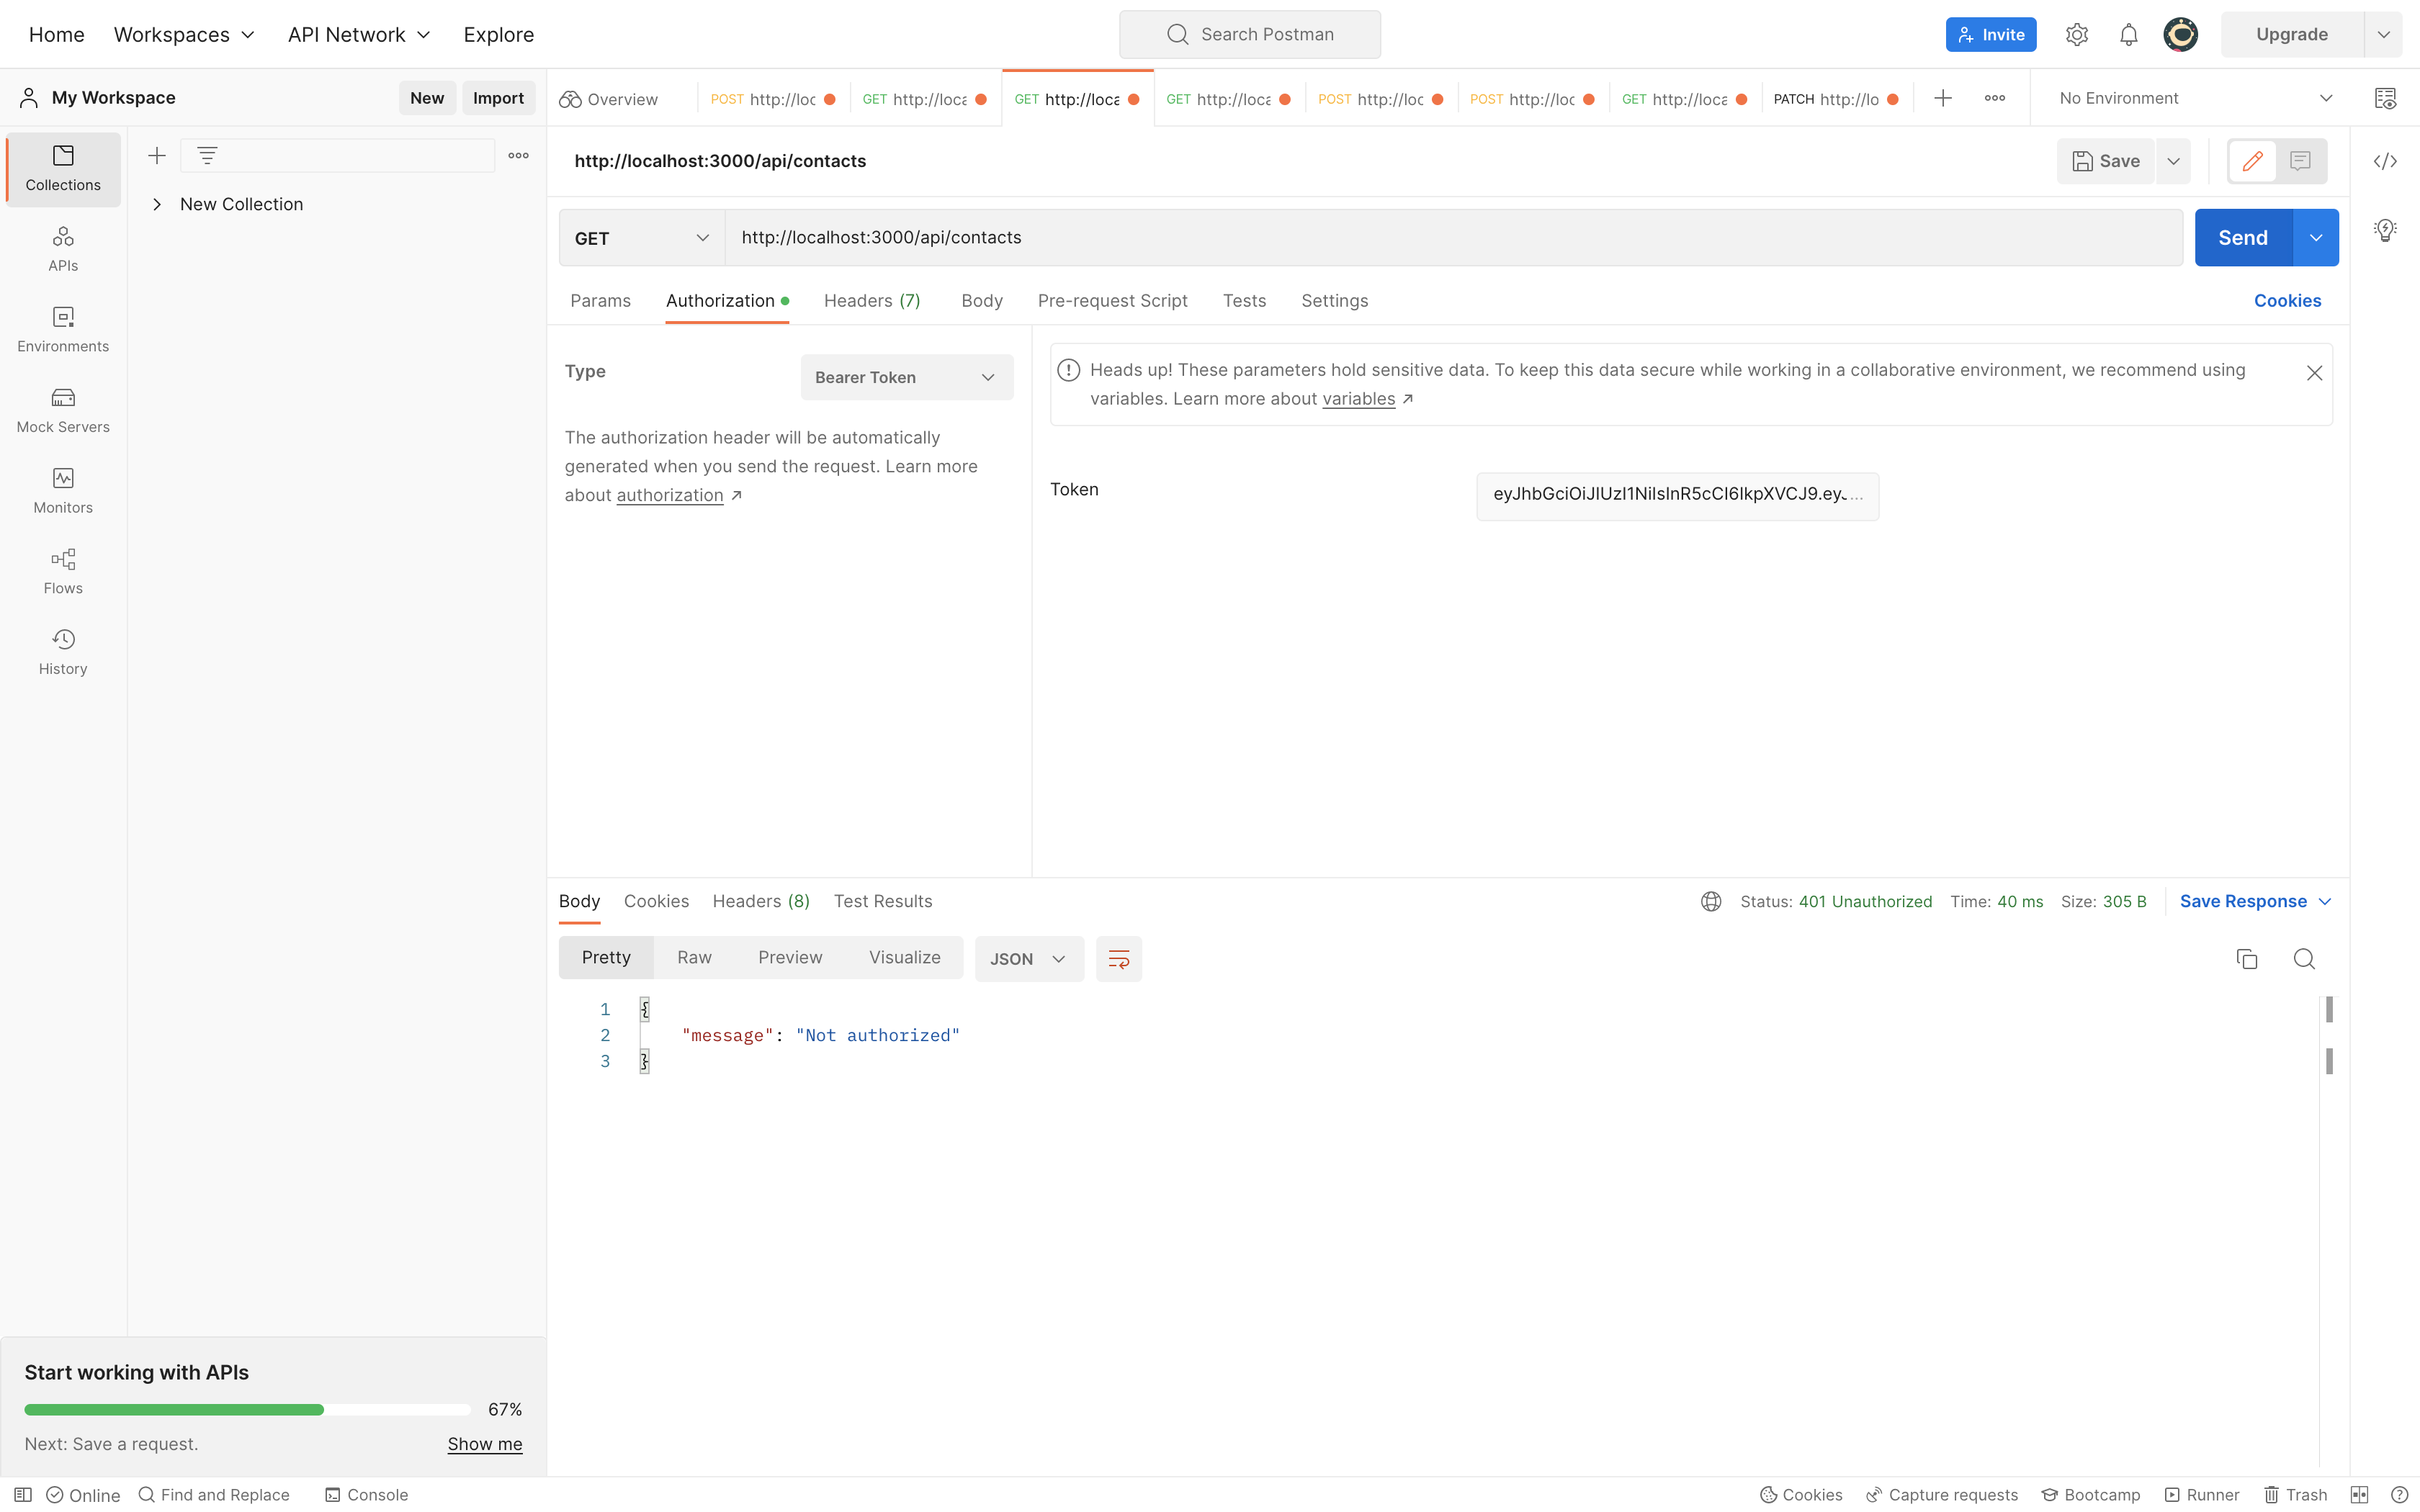 Home Workspaces API Network Explore Search Postman Invite Upgrade
My Workspace New Import
Overview POST http://loc GET http://loca GET http://loca GET http://loca POST http://loc POST http://loc GET http://loca PATCH http://lo No Environment
Collections
APIs
Environments
Mock Servers
Monitors
Flows
History
New Collection
http://localhost:3000/api/contacts Save
GET http://localhost:3000/api/contacts Send
Params Authorization Headers (7) Body Pre-request Script Tests Settings Cookies
Type Bearer Token
The authorization header will be automatically
generated when you send the request. Learn more
about authorization ↗
Heads up! These parameters hold sensitive data. To keep this data secure while working in a collaborative environment, we recommend using
variables. Learn more about variables ↗
Token eyJhbGciOiJIUzI1NiIsInR5cCI6IkpXVCJ9.ey...
Body Cookies Headers (8) Test Results Status: 401 Unauthorized Time: 40 ms Size: 305 B Save Response
Pretty Raw Preview Visualize JSON
1 {
2 "message": "Not authorized"
3 }
Start working with APIs
67%
Next: Save a request. Show me
Online Find and Replace Console Cookies Capture requests Bootcamp Runner Trash